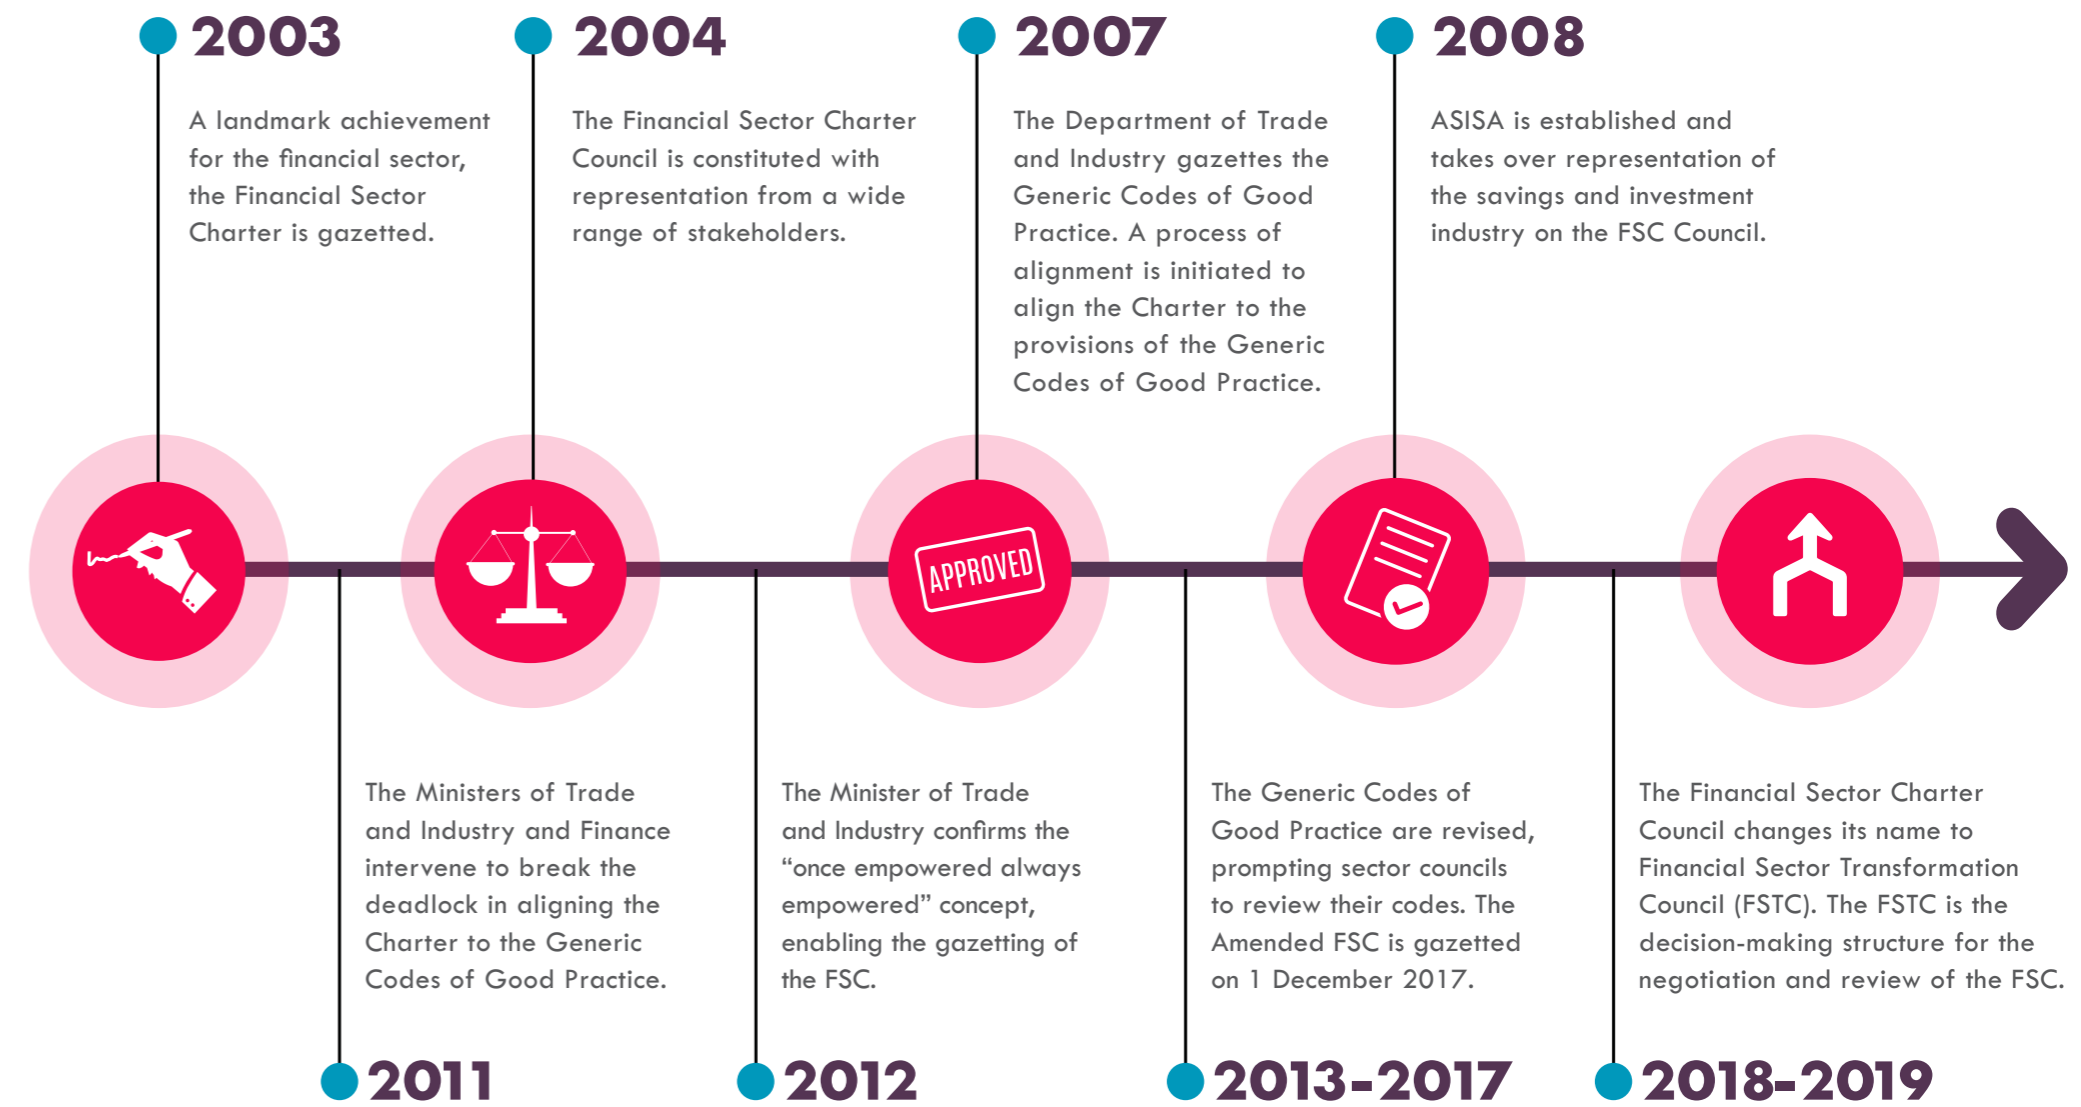 2003
A landmark achievement
for the financial sector,
the Financial Sector
Charter is gazetted.
2004
The Financial Sector Charter
Council is constituted with
representation from a wide
range of stakeholders.
2007
The Department of Trade
and Industry gazettes the
Generic Codes of Good
Practice. A process of
alignment is initiated to
align the Charter to the
provisions of the Generic
Codes of Good Practice.
2008
ASISA is established and
takes over representation of
the savings and investment
industry on the FSC Council.
APPROVED
The Ministers of Trade
and Industry and Finance
intervene to break the
deadlock in aligning the
Charter to the Generic
Codes of Good Practice.
2011
The Minister of Trade
and Industry confirms the
“once empowered always
empowered” concept,
enabling the gazetting of
the FSC.
2012
The Generic Codes of
Good Practice are revised,
prompting sector councils
to review their codes. The
Amended FSC is gazetted
on 1 December 2017.
2013-2017
The Financial Sector Charter
Council changes its name to
Financial Sector Transformation
Council (FSTC). The FSTC is the
decision-making structure for the
negotiation and review of the FSC.
2018-2019